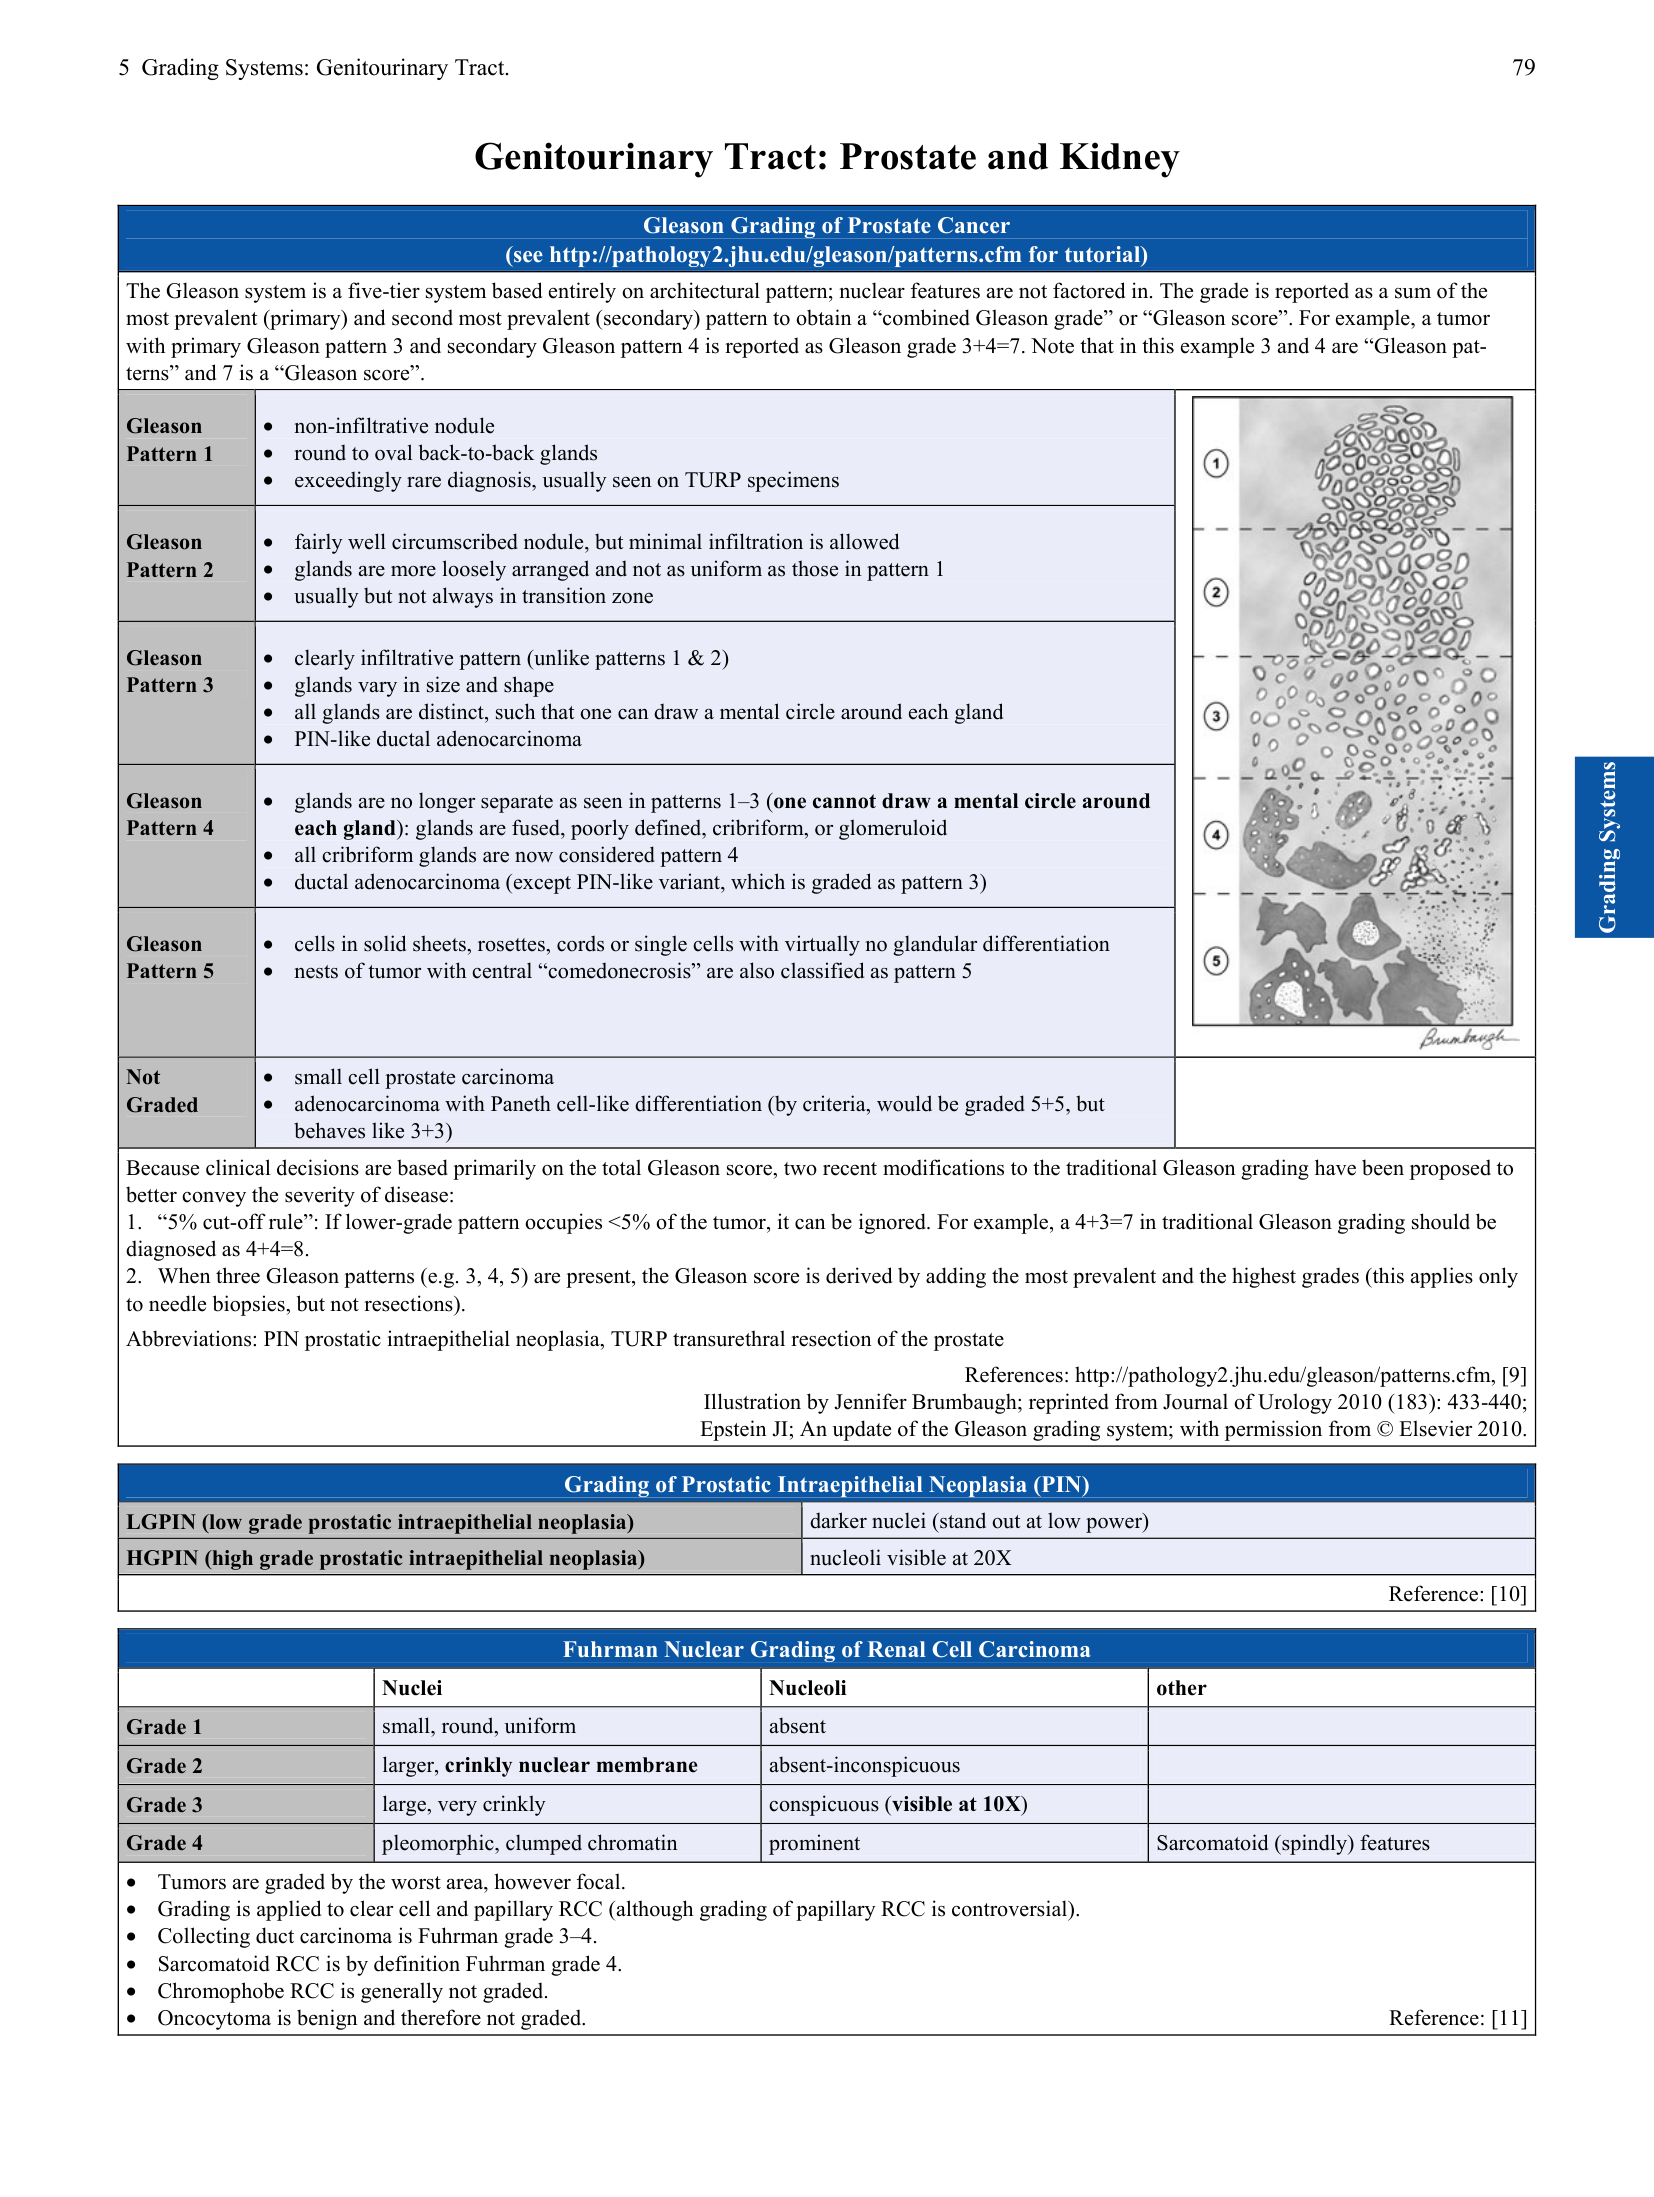 5 Grading Systems: Genitourinary Tract.
79
Genitourinary Tract: Prostate and Kidney
Gleason Grading of Prostate Cancer
(see http://pathology2.jhu.edu/gleason/patterns.cfm for tutorial)
The Gleason system is a five-tier system based entirely on architectural pattern; nuclear features are not factored in. The grade is reported as a sum of the
most prevalent (primary) and second most prevalent (secondary) pattern to obtain a “combined Gleason grade” or “Gleason score”. For example, a tumor
with primary Gleason pattern 3 and secondary Gleason pattern 4 is reported as Gleason grade 3+4=7. Note that in this example 3 and 4 are “Gleason pat-
terns” and 7 is a “Gleason score”.
Gleason
Pattern 1
• non-infiltrative nodule
• round to oval back-to-back glands
• exceedingly rare diagnosis, usually seen on TURP specimens
Gleason
Pattern 2
• fairly well circumscribed nodule, but minimal infiltration is allowed
• glands are more loosely arranged and not as uniform as those in pattern 1
• usually but not always in transition zone
Gleason
Pattern 3
• clearly infiltrative pattern (unlike patterns 1 & 2)
• glands vary in size and shape
• all glands are distinct, such that one can draw a mental circle around each gland
• PIN-like ductal adenocarcinoma
Gleason
Pattern 4
• glands are no longer separate as seen in patterns 1–3 (one cannot draw a mental circle around
each gland): glands are fused, poorly defined, cribriform, or glomeruloid
• all cribriform glands are now considered pattern 4
• ductal adenocarcinoma (except PIN-like variant, which is graded as pattern 3)
Gleason
Pattern 5
• cells in solid sheets, rosettes, cords or single cells with virtually no glandular differentiation
• nests of tumor with central “comedonecrosis” are also classified as pattern 5
1
2
3
4
5
Brumbaugh
Not
Graded
• small cell prostate carcinoma
• adenocarcinoma with Paneth cell-like differentiation (by criteria, would be graded 5+5, but
behaves like 3+3)
Because clinical decisions are based primarily on the total Gleason score, two recent modifications to the traditional Gleason grading have been proposed to
better convey the severity of disease:
1. “5% cut-off rule”: If lower-grade pattern occupies <5% of the tumor, it can be ignored. For example, a 4+3=7 in traditional Gleason grading should be
diagnosed as 4+4=8.
2. When three Gleason patterns (e.g. 3, 4, 5) are present, the Gleason score is derived by adding the most prevalent and the highest grades (this applies only
to needle biopsies, but not resections).
Abbreviations: PIN prostatic intraepithelial neoplasia, TURP transurethral resection of the prostate
References: http://pathology2.jhu.edu/gleason/patterns.cfm, [9]
Illustration by Jennifer Brumbaugh; reprinted from Journal of Urology 2010 (183): 433-440;
Epstein JI; An update of the Gleason grading system; with permission from © Elsevier 2010.
Grading Systems
Grading of Prostatic Intraepithelial Neoplasia (PIN)
LGPIN (low grade prostatic intraepithelial neoplasia) darker nuclei (stand out at low power)
HGPIN (high grade prostatic intraepithelial neoplasia) nucleoli visible at 20X
Reference: [10]
Fuhrman Nuclear Grading of Renal Cell Carcinoma
Nuclei Nucleoli other
Grade 1 small, round, uniform absent
Grade 2 larger, crinkly nuclear membrane absent-inconspicuous
Grade 3 large, very crinkly conspicuous (visible at 10X)
Grade 4 pleomorphic, clumped chromatin prominent Sarcomatoid (spindly) features
• Tumors are graded by the worst area, however focal.
• Grading is applied to clear cell and papillary RCC (although grading of papillary RCC is controversial).
• Collecting duct carcinoma is Fuhrman grade 3–4.
• Sarcomatoid RCC is by definition Fuhrman grade 4.
• Chromophobe RCC is generally not graded.
• Oncocytoma is benign and therefore not graded. Reference: [11]